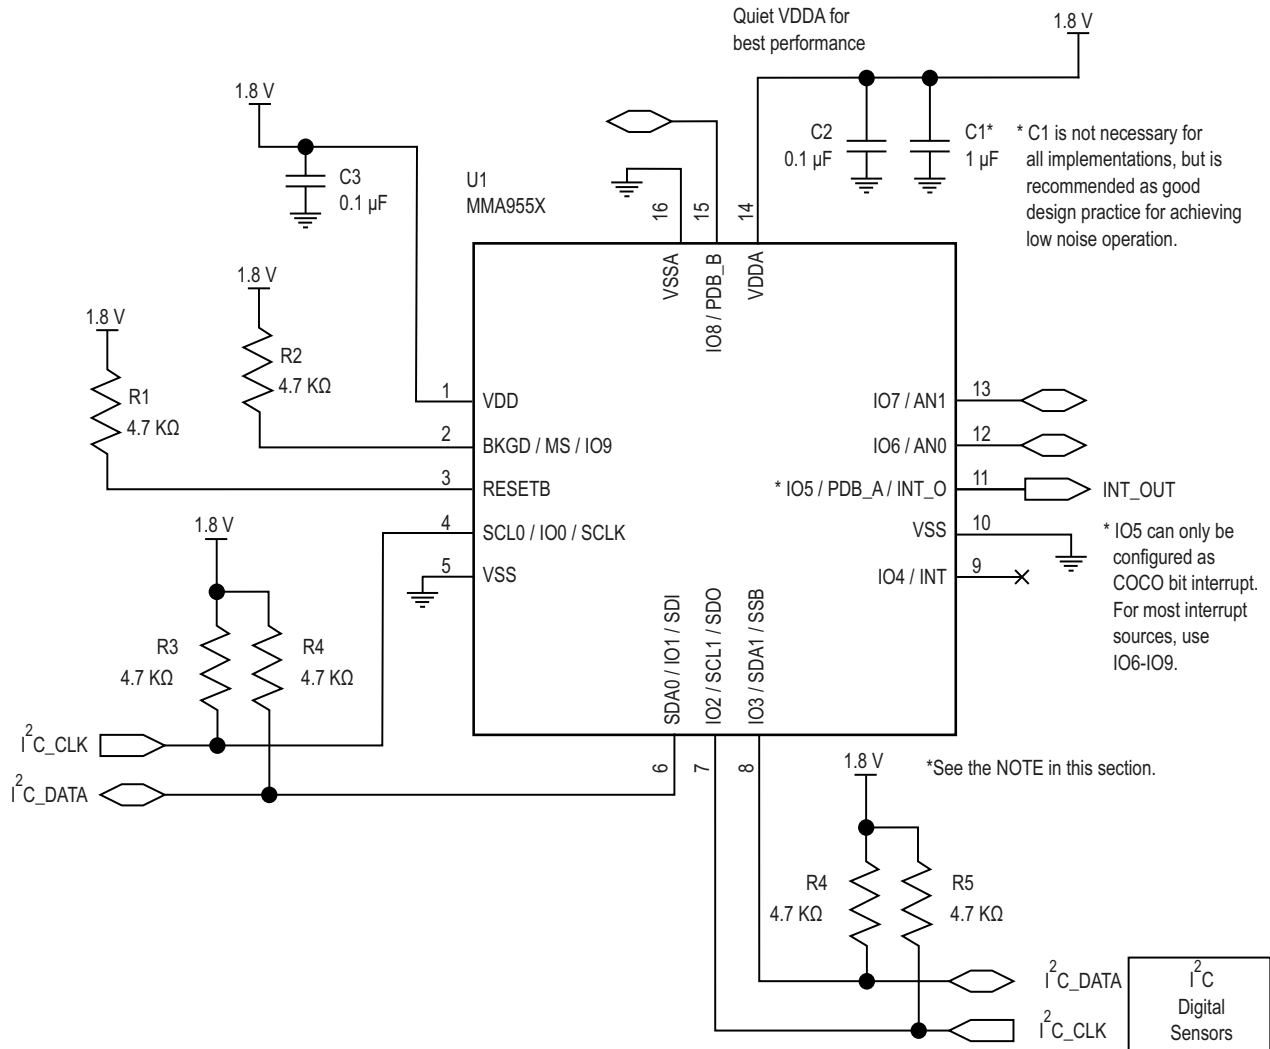 Quiet VDDA for
best performance
1.8 V
1.8 V
C3
0.1 µF
U1
MMA955X
C2
0.1 µF
C1*
1 µF
* C1 is not necessary for
all implementations, but is
recommended as good
design practice for achieving
low noise operation.
16
15
14
VSSA
IO8 / PDB_B
VDDA
1.8 V
R2
4.7 KΩ
1.8 V
R1
4.7 KΩ
1
VDD
2
BKGD / MS / IO9
3
RESETB
4
SCL0 / IO0 / SCLK
5
VSS
IO7 / AN1
13
IO6 / AN0
12
* IO5 / PDB_A / INT_O
11
INT_OUT
VSS
10
IO4 / INT
9
* IO5 can only be
configured as
COCO bit interrupt.
For most interrupt
sources, use
IO6-IO9.
1.8 V
R3
4.7 KΩ
R4
4.7 KΩ
I²C_CLK
I²C_DATA
SDA0 / IO1 / SDI
IO2 / SCL1 / SDO
IO3 / SDA1 / SSB
6
7
8
*See the NOTE in this section.
1.8 V
R4
4.7 KΩ
R5
4.7 KΩ
I²C_DATA
I²C_CLK
I²C
Digital
Sensors